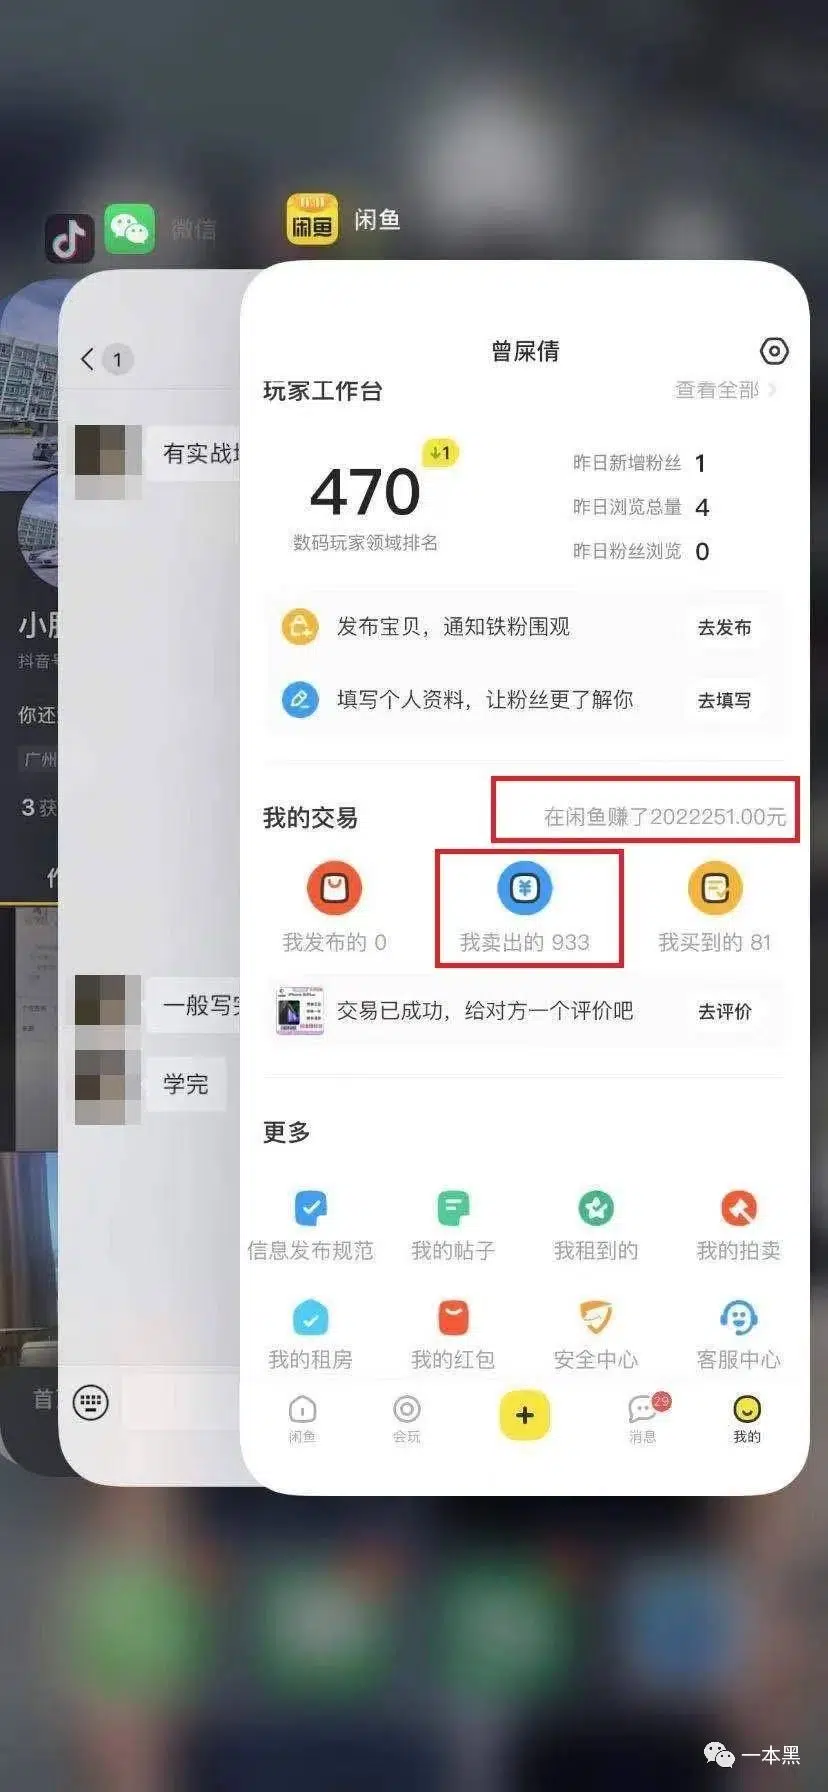 微信
闲鱼
闲鱼
1
曾屎倩
玩家工作台
查看全部
有实战
470
↓1
数码玩家领域排名
昨日新增粉丝 1
昨日浏览总量 4
昨日粉丝浏览 0
小
抖音号
你还
广州
3获
发布宝贝，通知铁粉围观
去发布
填写个人资料，让粉丝更了解你
去填写
我的交易
在闲鱼赚了2022251.00元
我发布的 0
我卖出的 933
我买到的 81
一般写
交易已成功，给对方一个评价吧
去评价
学完
更多
信息发布规范
我的帖子
我租到的
我的拍卖
我的租房
我的红包
安全中心
客服中心
首
闲鱼
会玩
29
消息
我的
一本黑